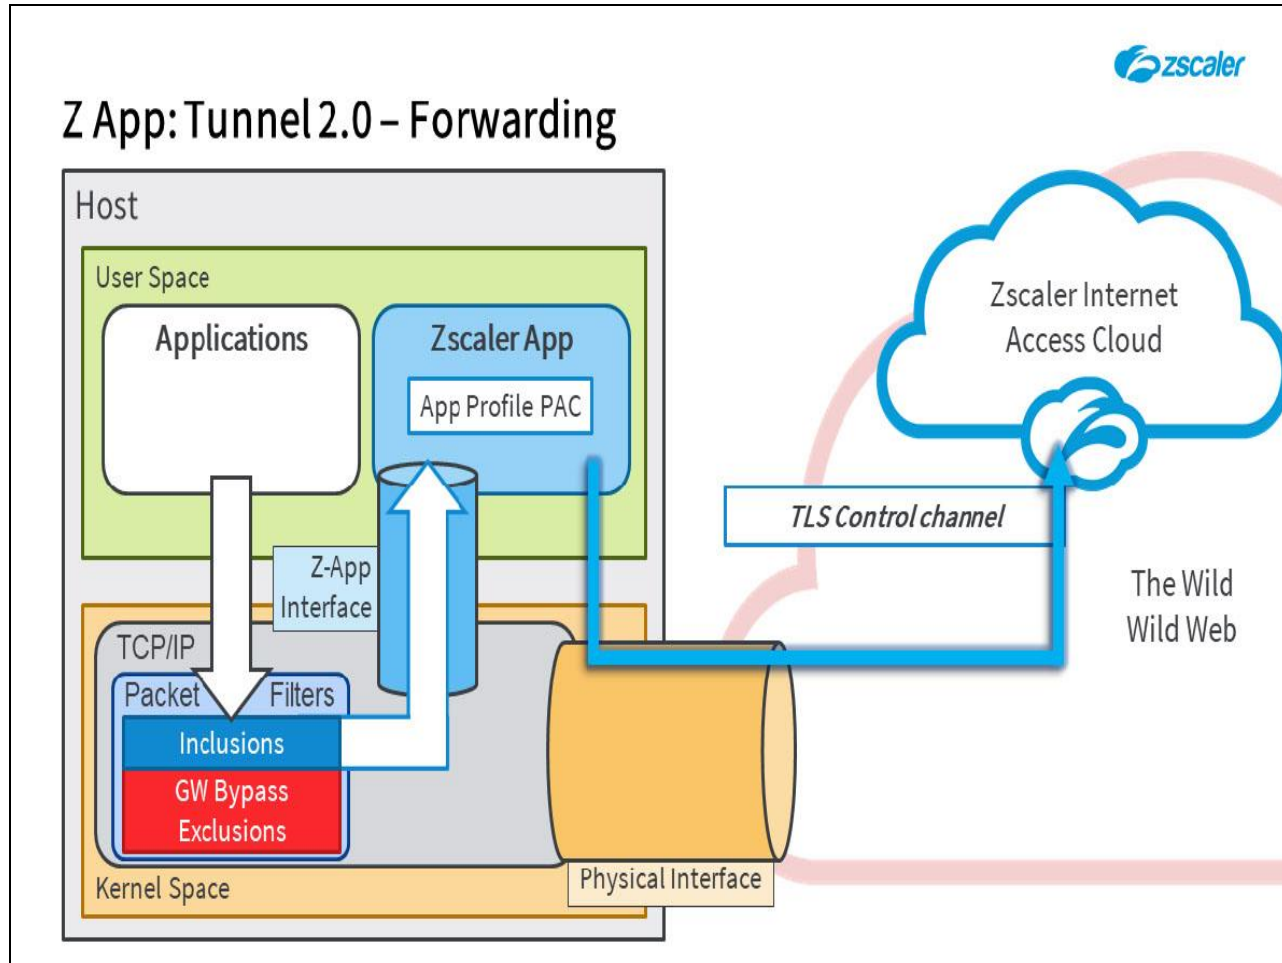 zscaler
Z App: Tunnel 2.0 – Forwarding
Host
User Space
Applications
Zscaler App
App Profile PAC
Z-App
Interface
TCP/IP
Packet Filters
Inclusions
GW Bypass
Exclusions
Kernel Space
Physical Interface
TLS Control channel
Zscaler Internet
Access Cloud
The Wild
Wild Web